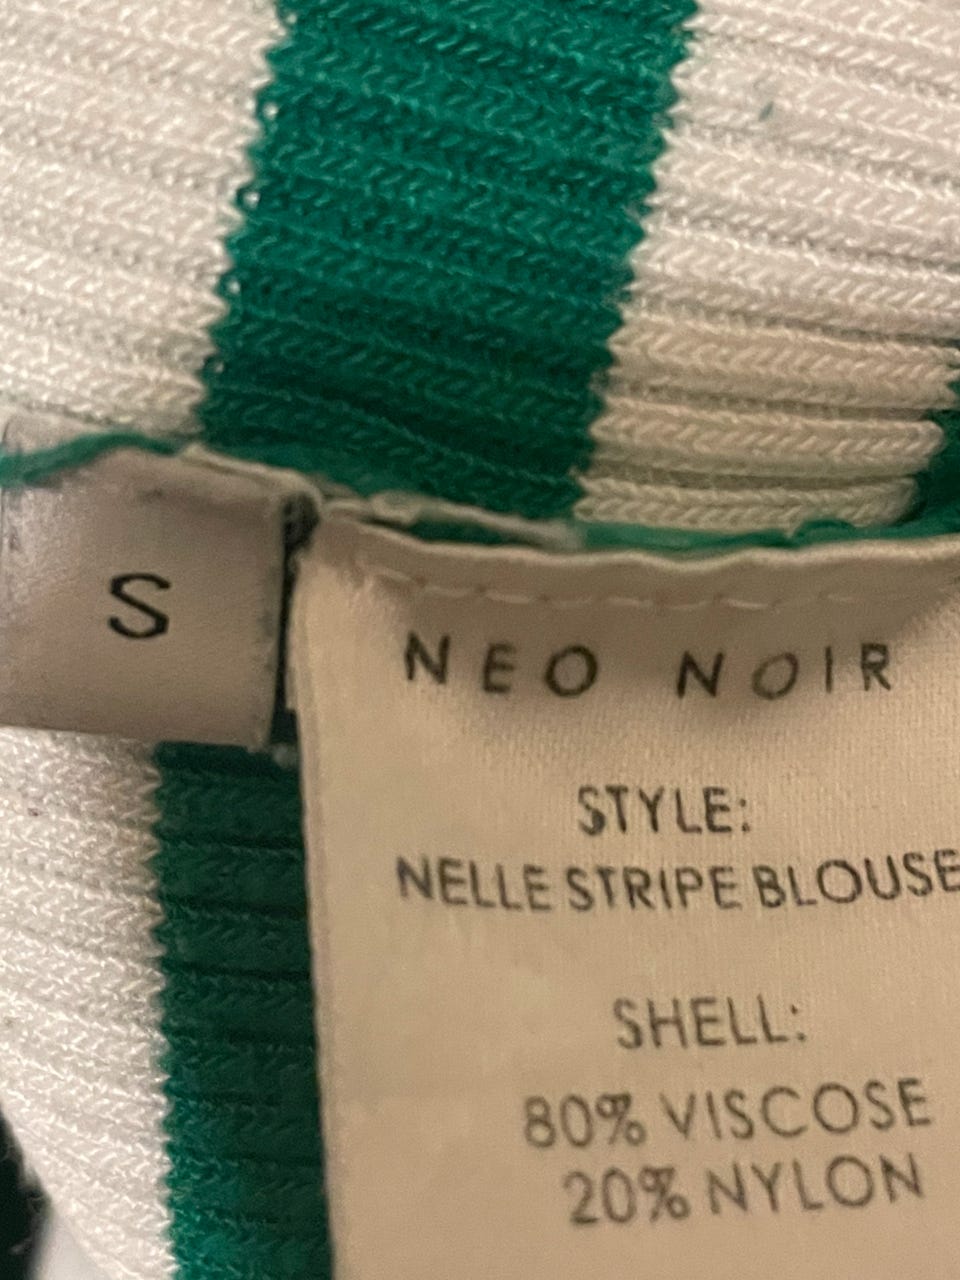 S
NEO NOIR
STYLE:
NELLE STRIPE BLOUSE
SHELL:
80% VISCOSE
20% NYLON